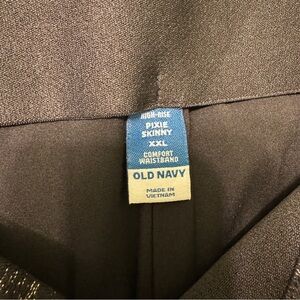 HIGH-RISE
PIXIE
SKINNY
XXL
COMFORT
WAISTBAND
OLD NAVY
MADE IN
VIETNAM